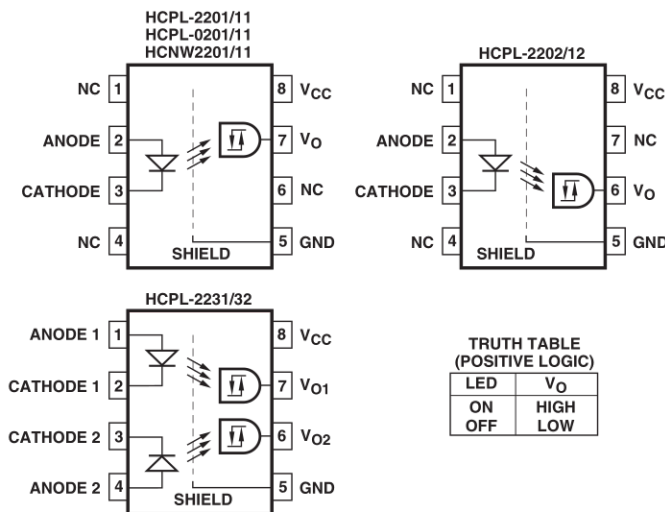 HCPL-2201/11
HCPL-0201/11
HCNW2201/11
NC 1
ANODE 2
CATHODE 3
NC 4
8 VCC
7 VO
6 NC
5 GND
SHIELD
HCPL-2202/12
NC 1
ANODE 2
CATHODE 3
NC 4
8 VCC
7 NC
6 VO
5 GND
SHIELD
HCPL-2231/32
ANODE 1 1
CATHODE 1 2
CATHODE 2 3
ANODE 2 4
8 VCC
7 VO1
6 VO2
5 GND
SHIELD
TRUTH TABLE
(POSITIVE LOGIC)
LED VO
ON HIGH
OFF LOW